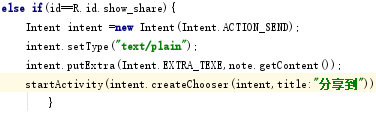 else if(id==R.id.show_share){
Intent intent =new Intent(Intent.ACTION_SEND);
intent.setType("text/plain");
intent.putExtra(Intent.EXTRA_TEXE,note.getContent());
startActivity(intent.createChooser(intent,title:"分享到"))
}